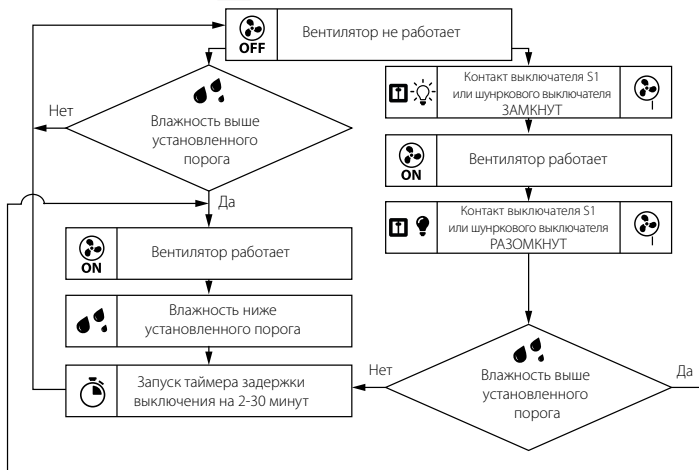 OFF
Вентилятор не работает
Нет
Влажность выше
установленного
порога
Да
ON
Вентилятор работает
Влажность ниже
установленного порога
Запуск таймера задержки
выключения на 2-30 минут
Контакт выключателя S1
или шунркового выключателя
ЗАМКНУТ
ON
Вентилятор работает
Контакт выключателя S1
или шунркового выключателя
РАЗОМКНУТ
Нет
Влажность выше
установленного
порога
Да